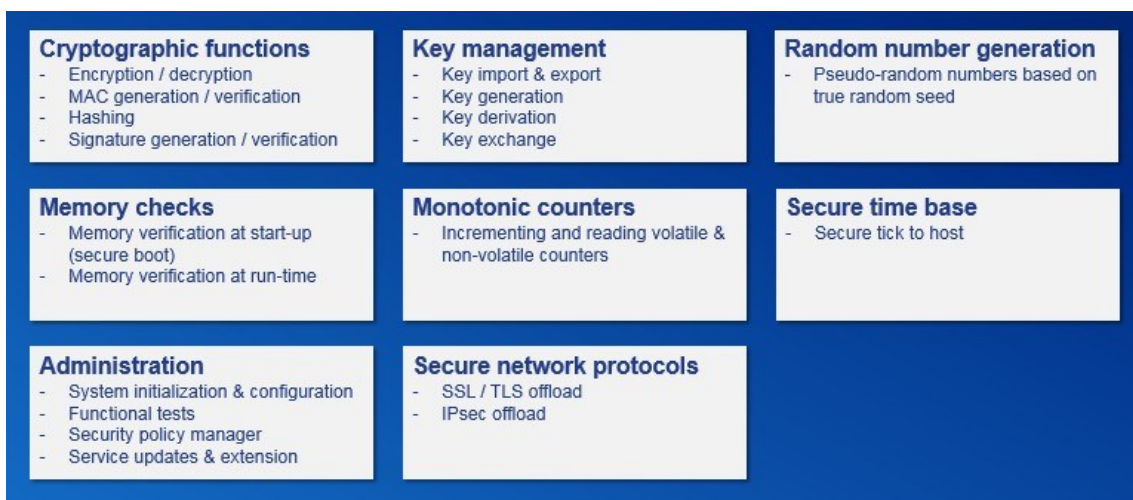 Cryptographic functions
- Encryption / decryption
- MAC generation / verification
- Hashing
- Signature generation / verification
Key management
- Key import & export
- Key generation
- Key derivation
- Key exchange
Random number generation
- Pseudo-random numbers based on
true random seed
Memory checks
- Memory verification at start-up
(secure boot)
- Memory verification at run-time
Monotonic counters
- Incrementing and reading volatile &
non-volatile counters
Secure time base
- Secure tick to host
Administration
- System initialization & configuration
- Functional tests
- Security policy manager
- Service updates & extension
Secure network protocols
- SSL / TLS offload
- IPsec offload